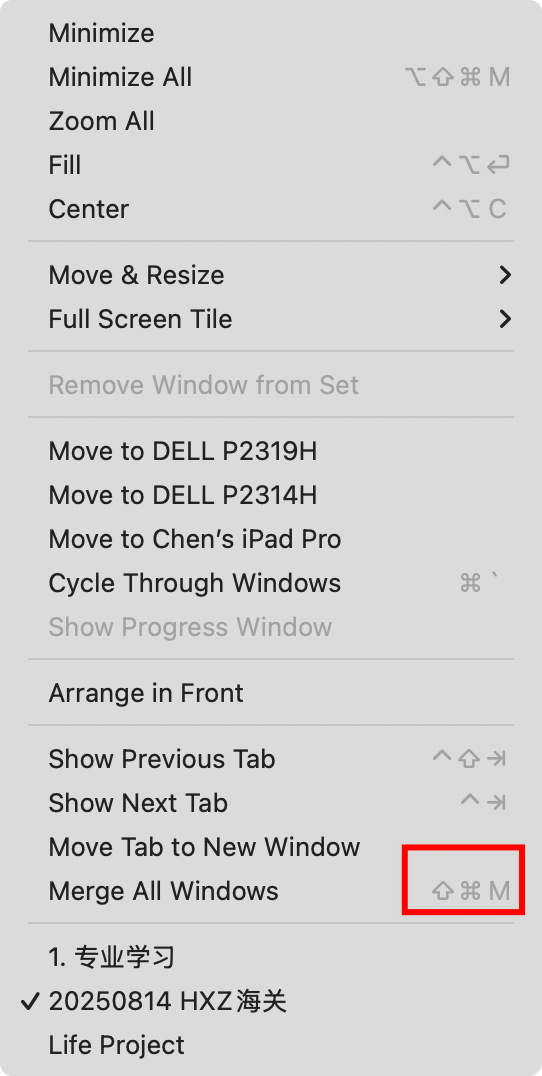 Minimize
Minimize All ⌥⇧⌘M
Zoom All
Fill ^⌥↩
Center ^⌥C
Move & Resize >
Full Screen Tile >
Remove Window from Set
Move to DELL P2319H
Move to DELL P2314H
Move to Chen’s iPad Pro
Cycle Through Windows ⌘`
Show Progress Window
Arrange in Front
Show Previous Tab ^⇧⇥
Show Next Tab ^⇥
Move Tab to New Window
Merge All Windows ⇧⌘M
1. 专业学习
✓ 20250814 HXZ海关
Life Project